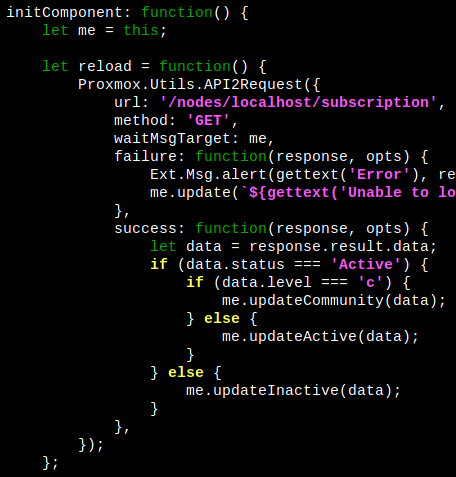 initComponent: function() {
    let me = this;

    let reload = function() {
        Proxmox.Utils.API2Request({
            url: '/nodes/localhost/subscription',
            method: 'GET',
            waitMsgTarget: me,
            failure: function(response, opts) {
                Ext.Msg.alert(gettext('Error'), re
                me.update(`${gettext('Unable to lo
            },
            success: function(response, opts) {
                let data = response.result.data;
                if (data.status === 'Active') {
                    if (data.level === 'c') {
                        me.updateCommunity(data);
                    } else {
                        me.updateActive(data);
                    }
                } else {
                    me.updateInactive(data);
                }
            },
        });
    };